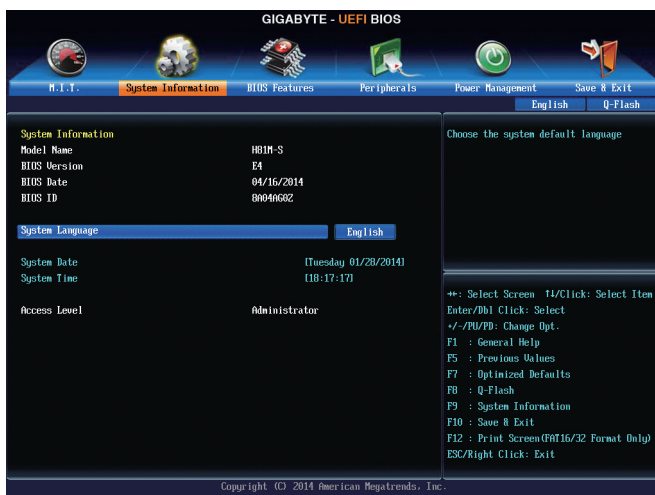 GIGABYTE - UEFI BIOS
M.I.T.
System Information
BIOS Features
Peripherals
Power Management
Save & Exit
English
Q-Flash
System Information
Model Name H81M-S
BIOS Version E4
BIOS Date 04/16/2014
BIOS ID 8A04AG0Z
System Language English
System Date [Tuesday 01/28/2014]
System Time [18:17:17]
Access Level Administrator
Choose the system default language
→←: Select Screen ↑↓/Click: Select Item
Enter/Dbl Click: Select
+/-/PU/PD: Change Opt.
F1 : General Help
F5 : Previous Values
F7 : Optimized Defaults
F8 : Q-Flash
F9 : System Information
F10 : Save & Exit
F12 : Print Screen(FAT16/32 Format Only)
ESC/Right Click: Exit
Copyright (C) 2014 American Megatrends, Inc.